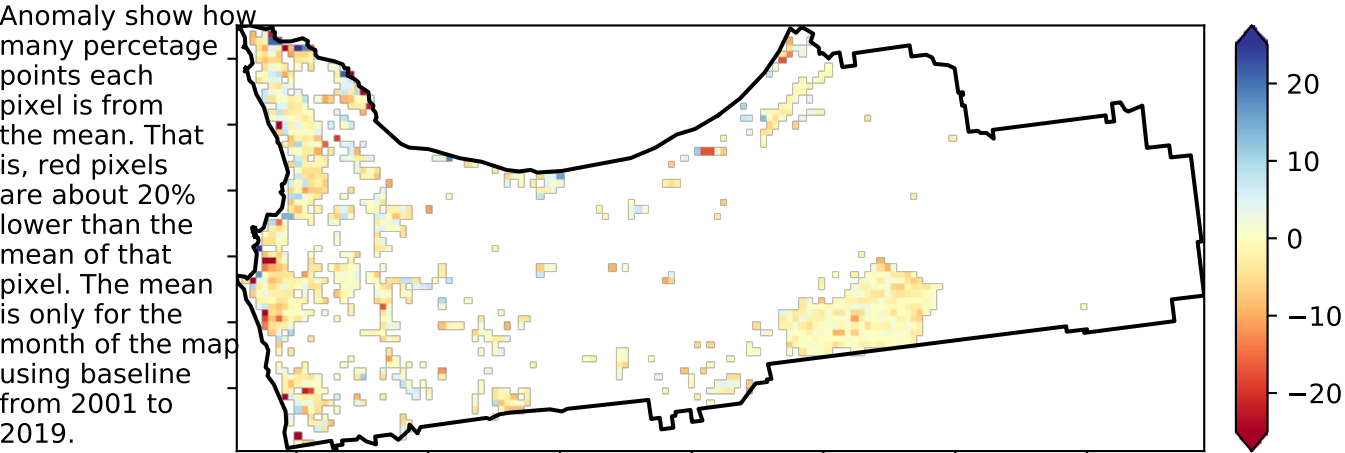 Anomaly show how
many percetage
points each
pixel is from
the mean. That
is, red pixels
are about 20%
lower than the
mean of that
pixel. The mean
is only for the
month of the map
using baseline
from 2001 to
2019.
20
10
0
−10
−20